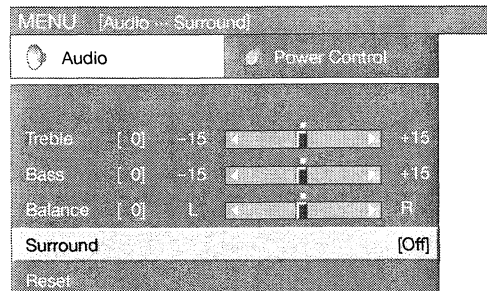 MENU [Audio ... Surround]
Audio Power Control
Treble [ 0] −15 +15
Bass [ 0] −15 +15
Balance [ 0] L R
Surround [Off]
Reset